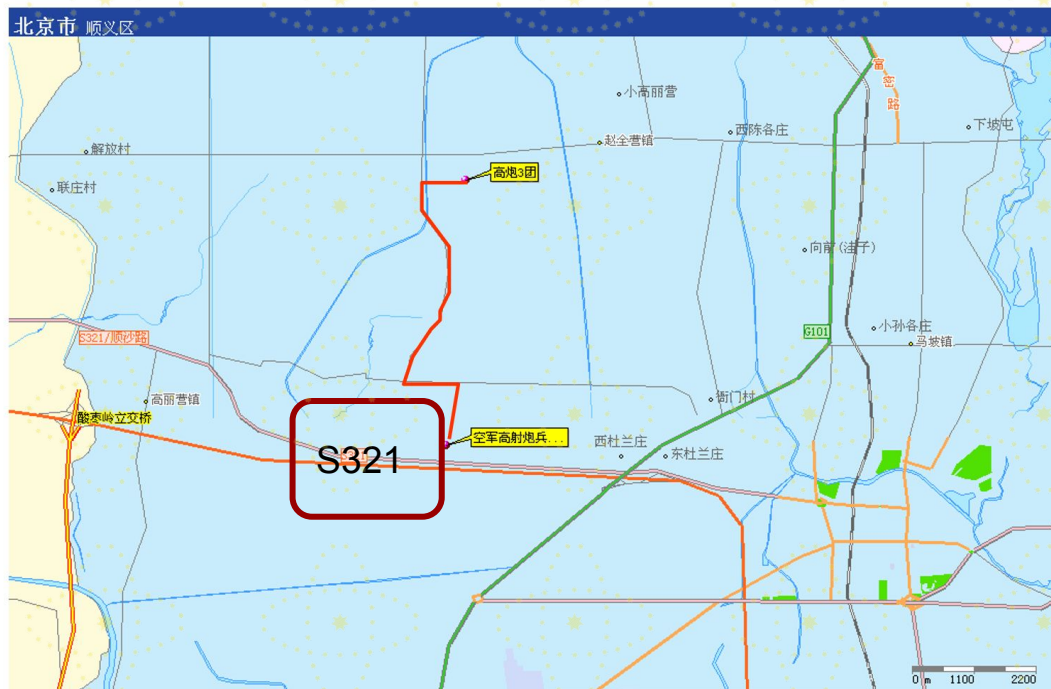 北京市 顺义区
富密路
小高丽营
下坡屯
西陈各庄
赵全营镇
解放村
高炮3团
联庄村
向前(洼子)
小孙各庄
G101
S321/顺沙路
马坡镇
高丽营镇
衙门村
酸枣岭立交桥
空军高射炮兵...
西杜兰庄
东杜兰庄
S321
0 m 1100 2200